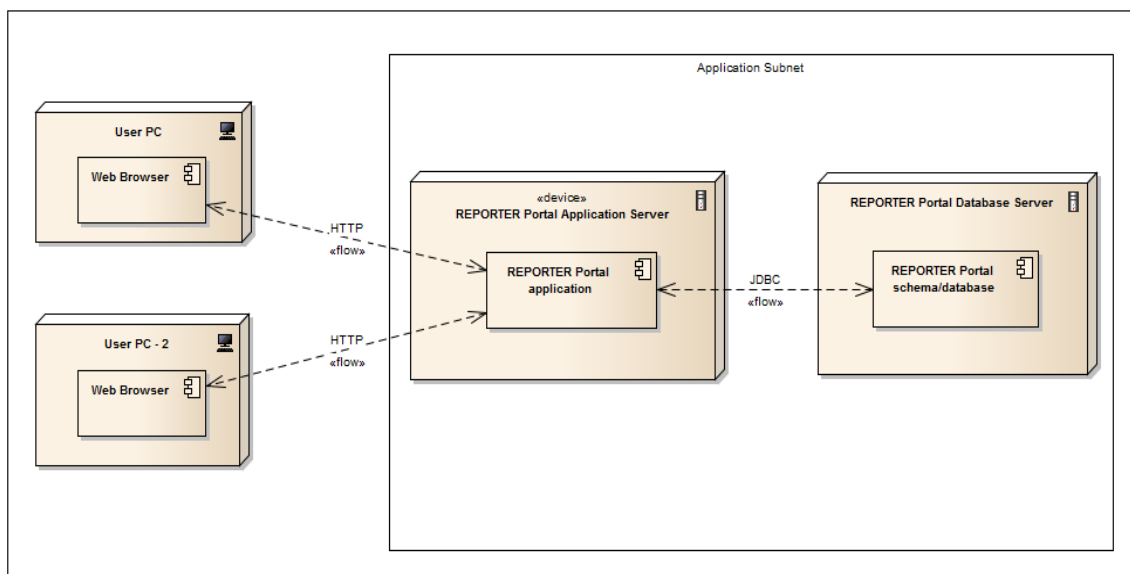 Application Subnet
User PC
Web Browser
HTTP
«flow»
User PC - 2
Web Browser
HTTP
«flow»
«device»
REPORTER Portal Application Server
REPORTER Portal
application
JDBC
«flow»
REPORTER Portal Database Server
REPORTER Portal
schema/database